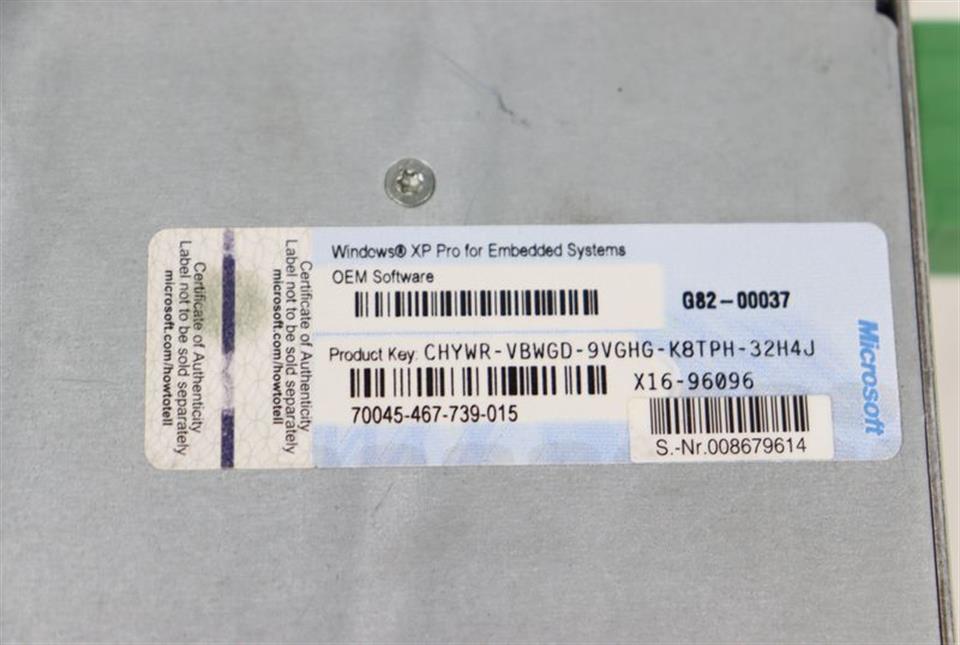 Certificate of Authenticity
Label not to be sold separately
microsoft.com/howtotell
Certificate of Authenticity
Label not to be sold separately
microsoft.com/howtotell
Windows® XP Pro for Embedded Systems
OEM Software
G82-00037
Product Key: CHYWR-VBWGD-9VGHG-K8TPH-32H4J
X16-96096
70045-467-739-015
S.-Nr.008679614
Microsoft